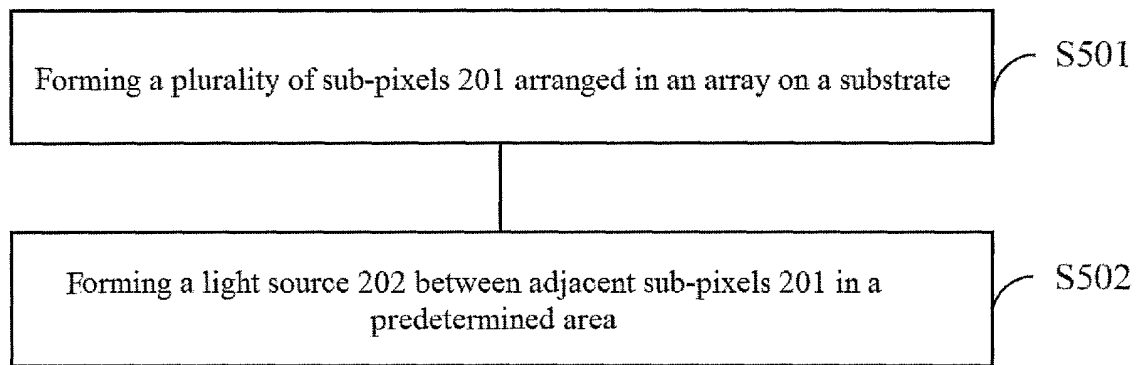 Forming a plurality of sub-pixels 201 arranged in an array on a substrate
S501
Forming a light source 202 between adjacent sub-pixels 201 in a
predetermined area
S502